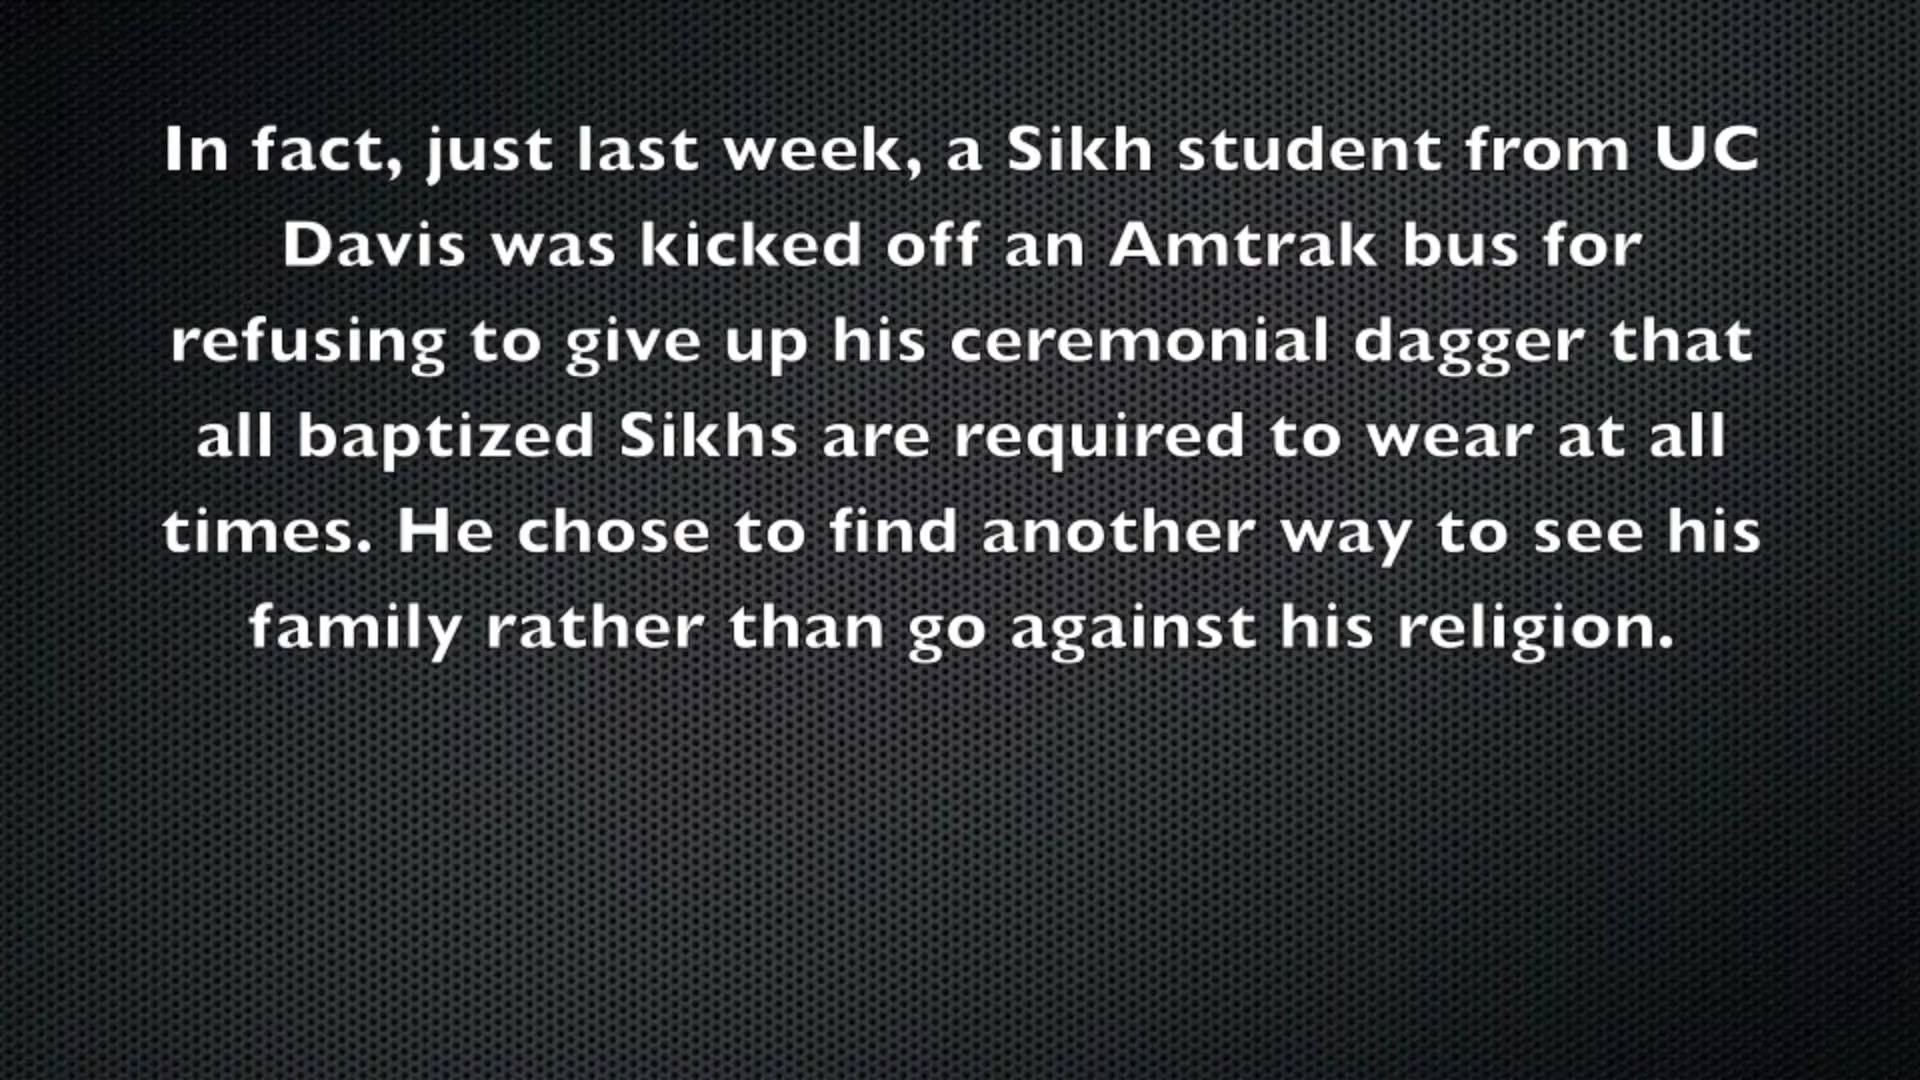 In fact, just last week, a Sikh student from UC
Davis was kicked off an Amtrak bus for
refusing to give up his ceremonial dagger that
all baptized Sikhs are required to wear at all
times. He chose to find another way to see his
family rather than go against his religion.